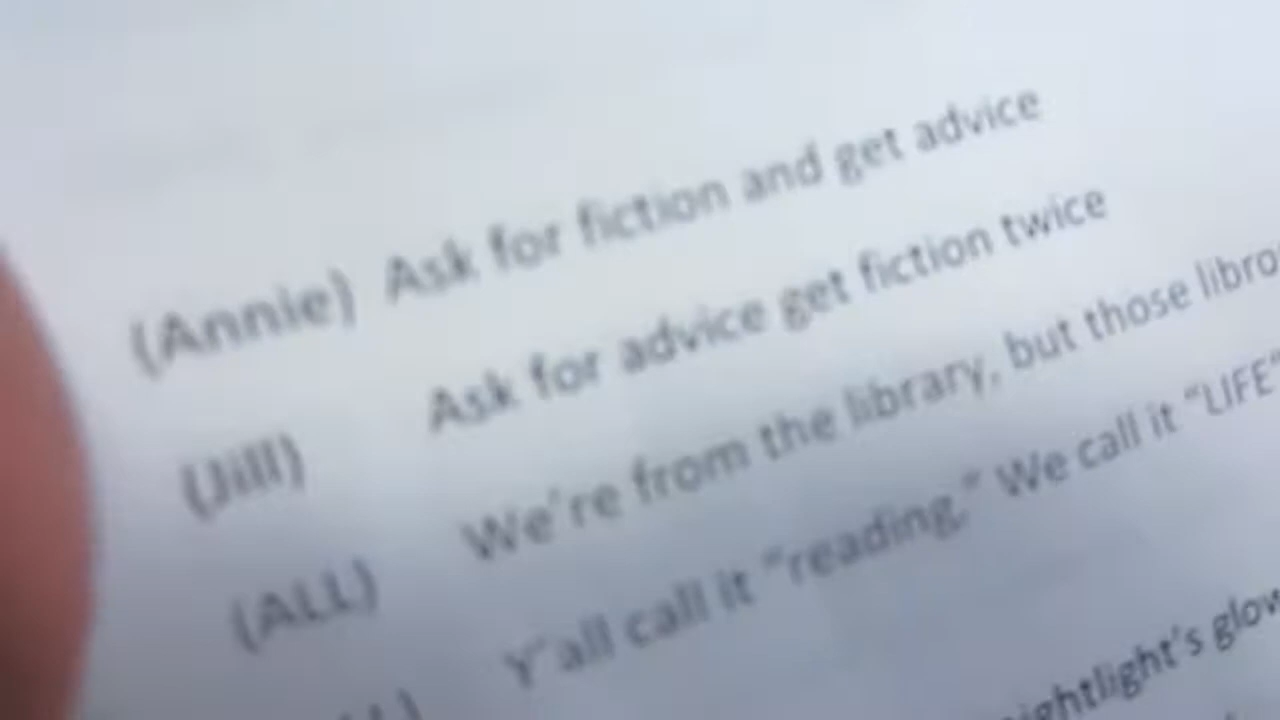 (Annie) Ask for fiction and get advice
(Jill) Ask for advice get fiction twice
(ALL) We're from the library, but those
Y'all call it "reading." We call it "LIFE"